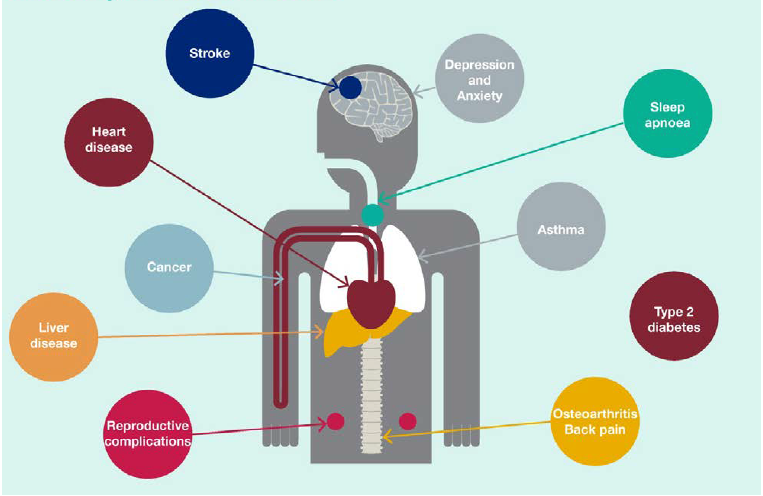 Stroke
Depression
and
Anxiety
Sleep
apnoea
Heart
disease
Asthma
Cancer
Type 2
diabetes
Liver
disease
Reproductive
complications
Osteoarthritis
Back pain